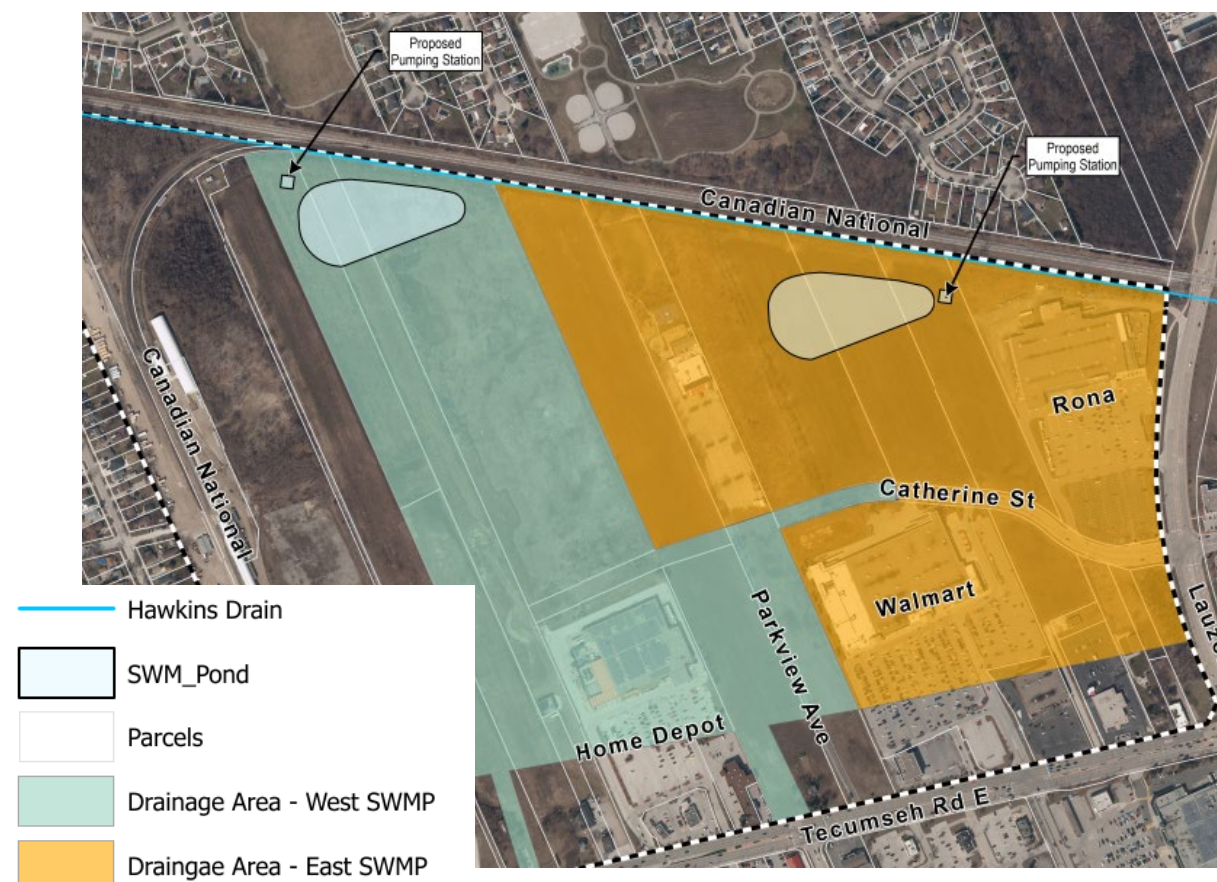 Proposed
Pumping Station
Proposed
Pumping Station
Canadian National
Canadian National
Rona
Catherine St
Walmart
Parkview Ave
Home Depot
Tecumseh Rd E
Hawkins Drain
SWM_Pond
Parcels
Drainage Area - West SWMP
Draingae Area - East SWMP